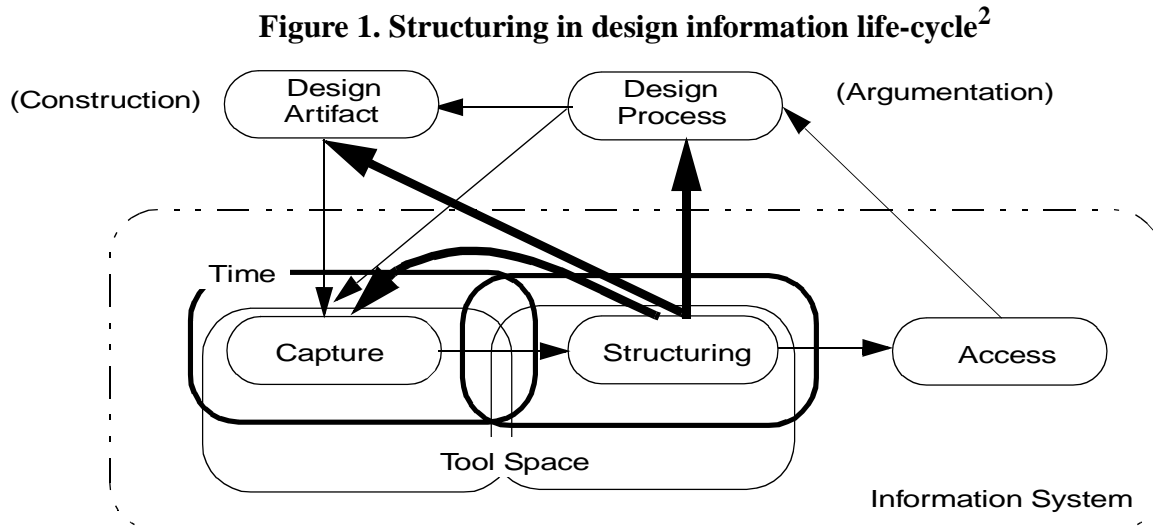 Figure 1. Structuring in design information life-cycle2
(Construction)
Design
Artifact
Design
Process
(Argumentation)
Time
Capture
Structuring
Access
Tool Space
Information System